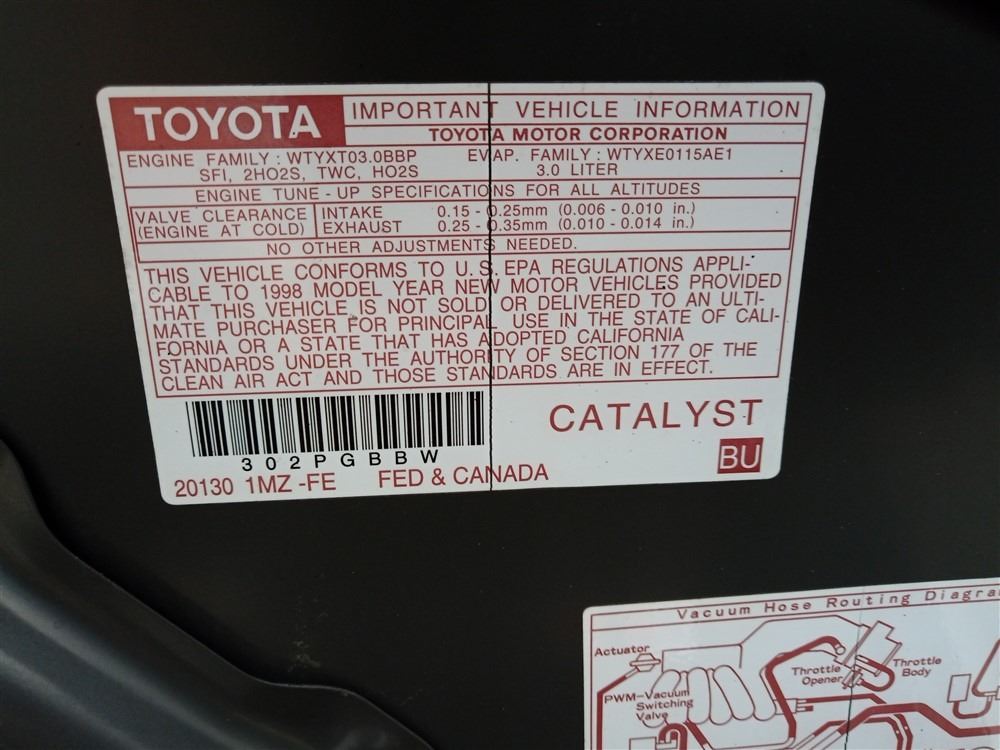 TOYOTA
IMPORTANT VEHICLE INFORMATION
TOYOTA MOTOR CORPORATION
ENGINE FAMILY : WTYXT03.0BBP EVAP. FAMILY : WTYXE0115AE1
SFI, 2HO2S, TWC, HO2S 3.0 LITER
ENGINE TUNE - UP SPECIFICATIONS FOR ALL ALTITUDES
VALVE CLEARANCE INTAKE 0.15 - 0.25mm (0.006 - 0.010 in.)
(ENGINE AT COLD) EXHAUST 0.25 - 0.35mm (0.010 - 0.014 in.)
NO OTHER ADJUSTMENTS NEEDED.
THIS VEHICLE CONFORMS TO U.S. EPA REGULATIONS APPLI-
CABLE TO 1998 MODEL YEAR NEW MOTOR VEHICLES PROVIDED
THAT THIS VEHICLE IS NOT SOLD OR DELIVERED TO AN ULTI-
MATE PURCHASER FOR PRINCIPAL USE IN THE STATE OF CALI-
FORNIA OR A STATE THAT HAS ADOPTED CALIFORNIA
STANDARDS UNDER THE AUTHORITY OF SECTION 177 OF THE
CLEAN AIR ACT AND THOSE STANDARDS ARE IN EFFECT.
302PGBBW
CATALYST
BU
20130 1MZ -FE FED & CANADA
Vacuum Hose Routing Diagra
Actuator
Throttle
Opener
Throttle
Body
PWM-Vacuum
Switching
Valve